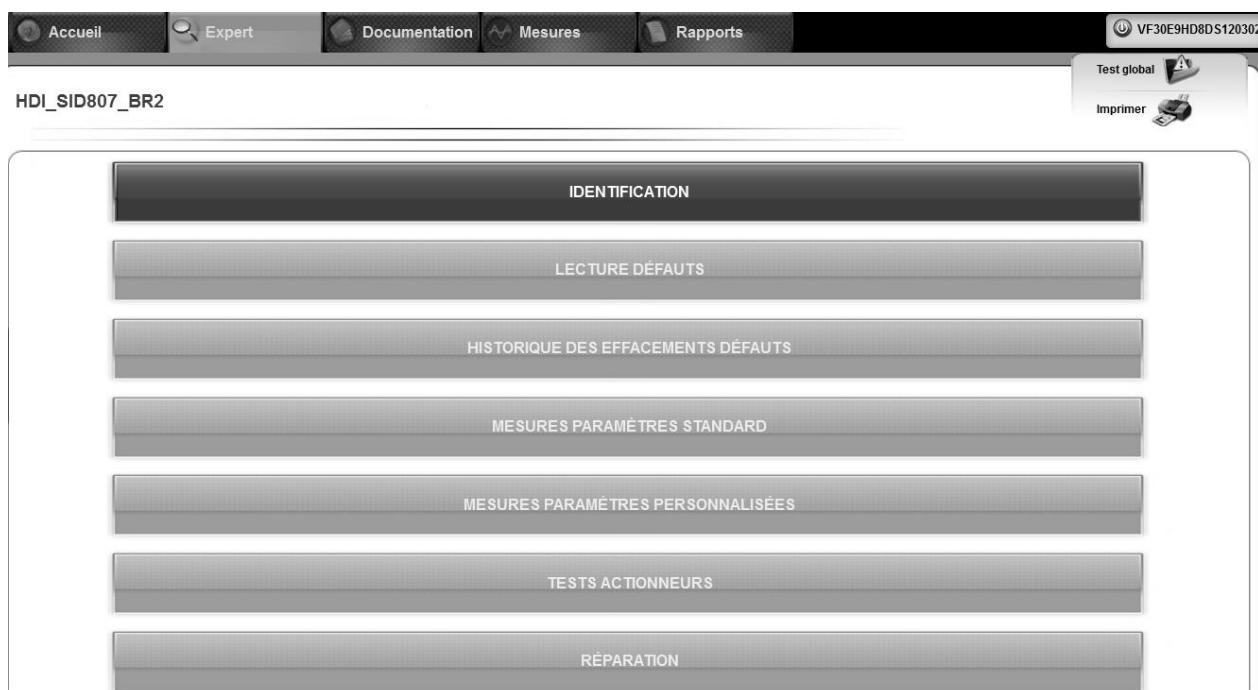 Accueil Expert Documentation Mesures Rapports VF30E9HD8DS120302
Test global
HDI_SID807_BR2
Imprimer
IDENTIFICATION
LECTURE DÉFAUTS
HISTORIQUE DES EFFACEMENTS DÉFAUTS
MESURES PARAMÈTRES STANDARD
MESURES PARAMÈTRES PERSONNALISÉES
TESTS ACTIONNEURS
RÉPARATION